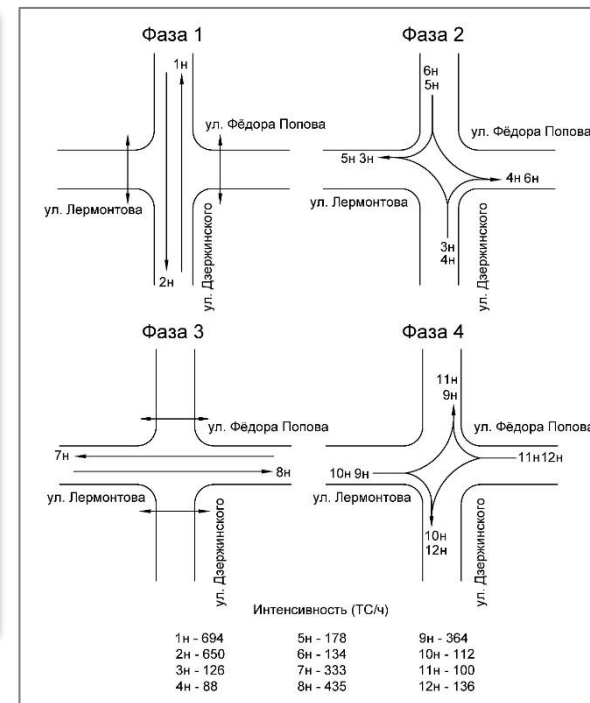 Фаза 1
1н
ул. Фёдора Попова
ул. Лермонтова
2н
ул. Дзержинского
Фаза 2
6н
5н
ул. Фёдора Попова
5н 3н
4н 6н
ул. Лермонтова
3н
4н
ул. Дзержинского
Фаза 3
ул. Фёдора Попова
7н
8н
ул. Лермонтова
ул. Дзержинского
Фаза 4
11н
9н
ул. Фёдора Попова
10н 9н
11н12н
ул. Лермонтова
10н
12н
ул. Дзержинского
Интенсивность (ТС/ч)
1н - 694 5н - 178 9н - 364
2н - 650 6н - 134 10н - 112
3н - 126 7н - 333 11н - 100
4н - 88 8н - 435 12н - 136